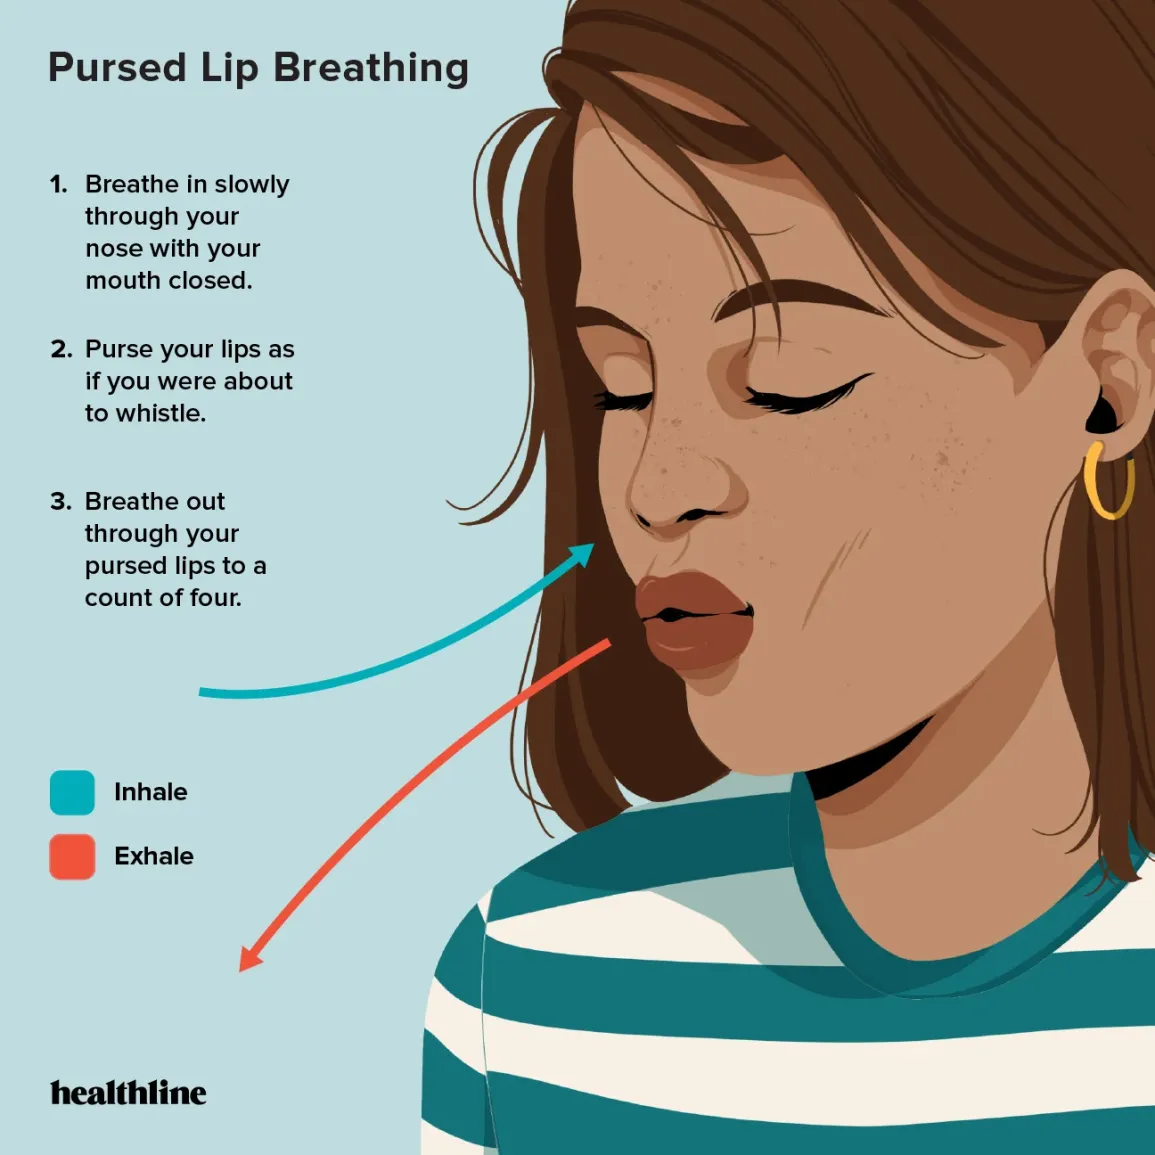 Pursed Lip Breathing
1. Breathe in slowly
through your
nose with your
mouth closed.
2. Purse your lips as
if you were about
to whistle.
3. Breathe out
through your
pursed lips to a
count of four.
Inhale
Exhale
healthline